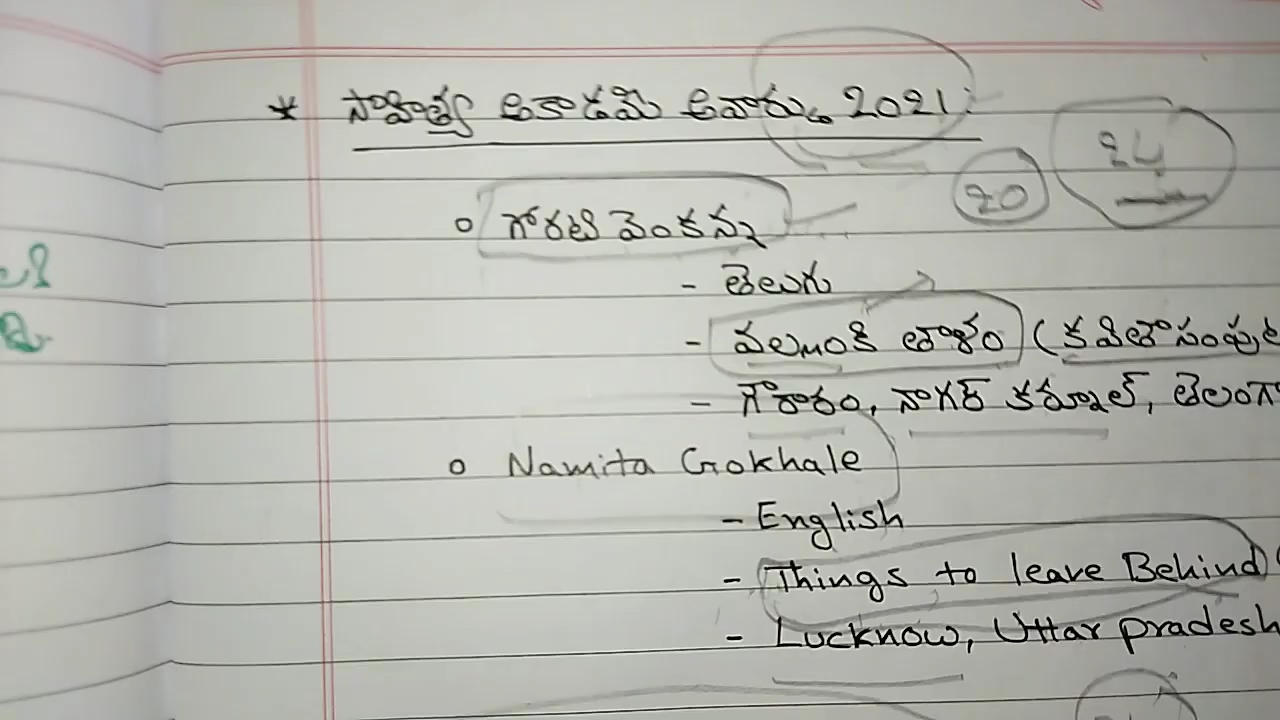 * సాహిత్య అకాడమీ అవార్డు 2021:
20 24
o గోరటి వెంకన్న
- తెలుగు
- వల్లంకి తాళం (కవితా సంపుటి
- గౌరారం, నాగర్ కర్నూల్, తెలంగా
o Namita Gokhale
- English
- Things to leave Behind (
- Lucknow, Uttar pradesh